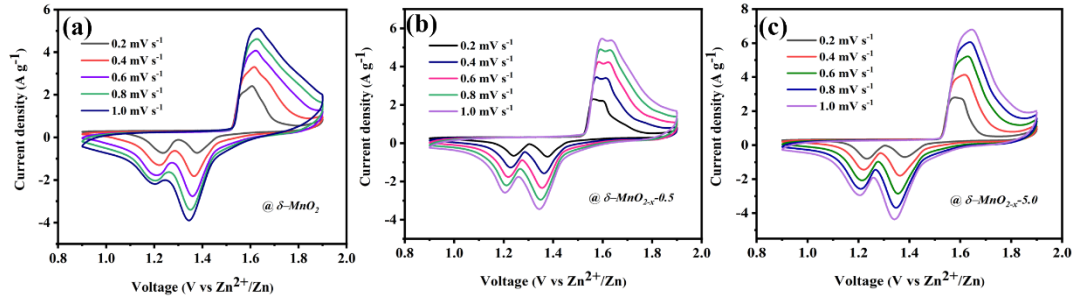 (a)
Current density (A g⁻¹)
6
4
2
0
-2
-4
0.2 mV s⁻¹
0.4 mV s⁻¹
0.6 mV s⁻¹
0.8 mV s⁻¹
1.0 mV s⁻¹
@ δ–MnO₂
0.8 1.0 1.2 1.4 1.6 1.8 2.0
Voltage (V vs Zn²⁺/Zn)
(b)
Current density (A g⁻¹)
6
4
2
0
-2
-4
0.2 mV s⁻¹
0.4 mV s⁻¹
0.6 mV s⁻¹
0.8 mV s⁻¹
1.0 mV s⁻¹
@ δ–MnO₂₋ₓ-0.5
0.8 1.0 1.2 1.4 1.6 1.8 2.0
Voltage (V vs Zn²⁺/Zn)
(c)
Current density (A g⁻¹)
8
6
4
2
0
-2
-4
0.2 mV s⁻¹
0.4 mV s⁻¹
0.6 mV s⁻¹
0.8 mV s⁻¹
1.0 mV s⁻¹
@ δ–MnO₂₋ₓ-5.0
0.8 1.0 1.2 1.4 1.6 1.8 2.0
Voltage (V vs Zn²⁺/Zn)